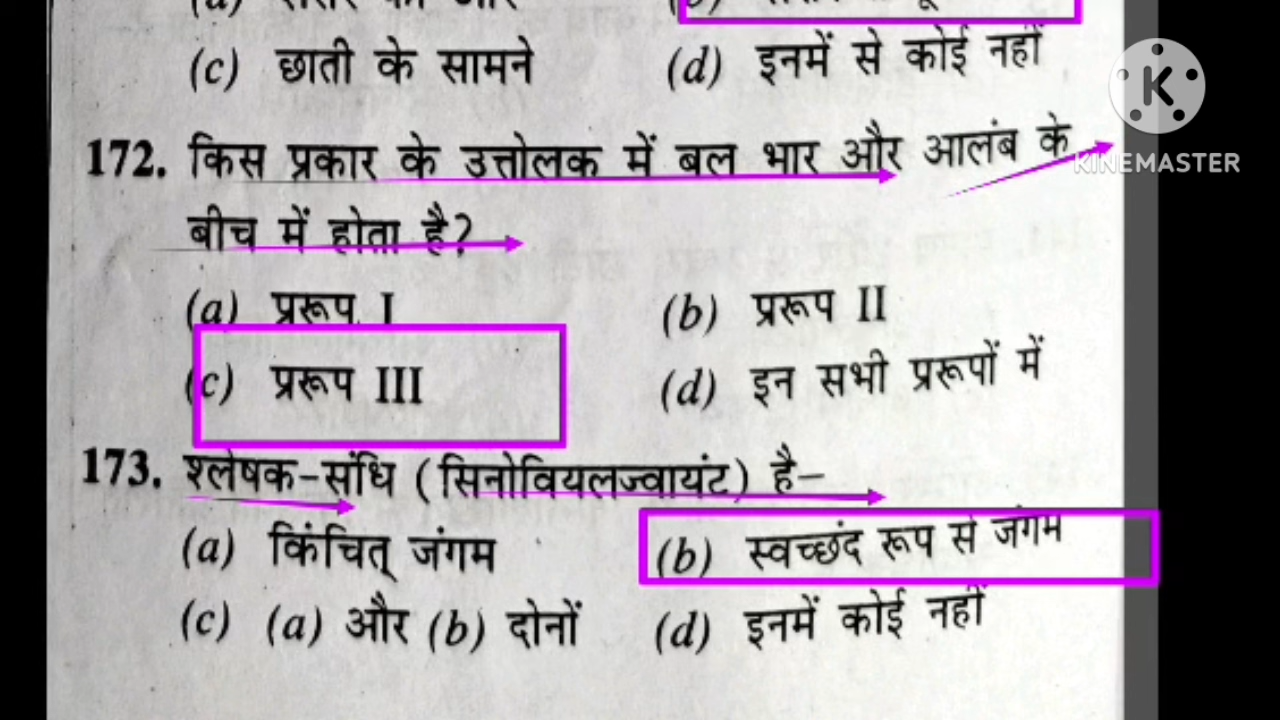 (c) छाती के सामने (d) इनमें से कोई नहीं
K
KINEMASTER
172. किस प्रकार के उत्तोलक में बल भार और आलंब के
बीच में होता है?
(a) प्ररूप I (b) प्ररूप II
(c) प्ररूप III (d) इन सभी प्ररूपों में
173. श्लेषक-संधि (सिनोवियलज्वायंट) है–
(a) किंचित् जंगम (b) स्वच्छंद रूप से जंगम
(c) (a) और (b) दोनों (d) इनमें कोई नहीं